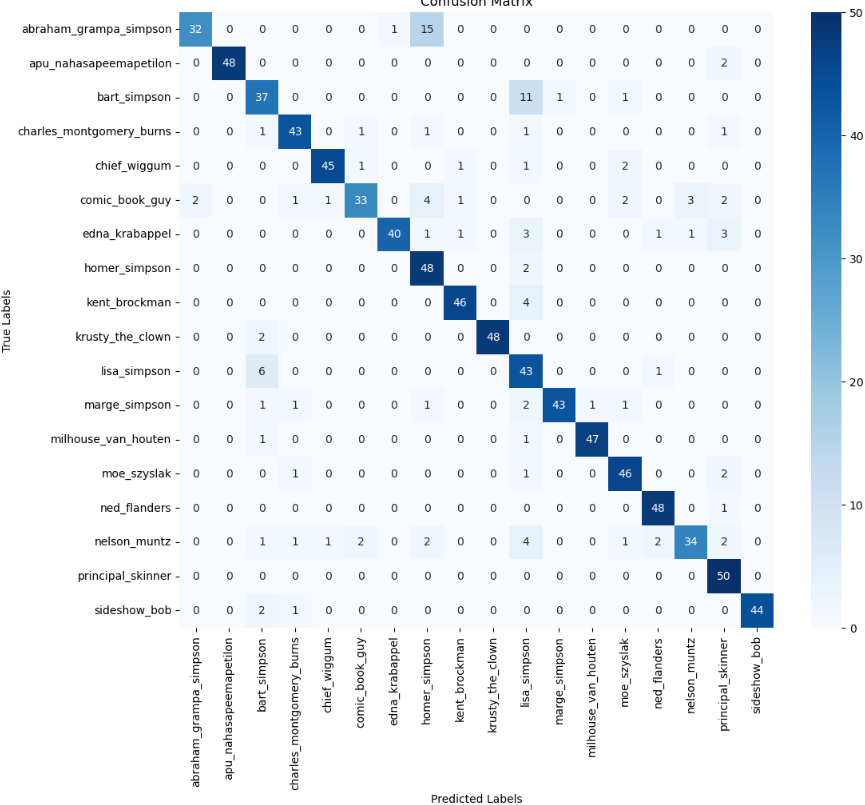 Confusion Matrix
abraham_grampa_simpson 32 0 0 0 0 0 1 15 0 0 0 0 0 0 0 0 0 0
apu_nahasapeemapetilon 0 48 0 0 0 0 0 0 0 0 0 0 0 0 0 0 2 0
bart_simpson 0 0 37 0 0 0 0 0 0 0 11 1 0 1 0 0 0 0
charles_montgomery_burns 0 0 1 43 0 1 0 1 0 0 1 0 0 0 0 0 1 0
chief_wiggum 0 0 0 0 45 1 0 0 1 0 1 0 0 2 0 0 0 0
comic_book_guy 2 0 0 1 1 33 0 4 1 0 0 0 0 2 0 3 2 0
edna_krabappel 0 0 0 0 0 0 40 1 1 0 3 0 0 0 1 1 3 0
homer_simpson 0 0 0 0 0 0 0 48 0 0 2 0 0 0 0 0 0 0
kent_brockman 0 0 0 0 0 0 0 0 46 0 4 0 0 0 0 0 0 0
krusty_the_clown 0 0 2 0 0 0 0 0 0 48 0 0 0 0 0 0 0 0
lisa_simpson 0 0 6 0 0 0 0 0 0 0 43 0 0 0 1 0 0 0
marge_simpson 0 0 1 1 0 0 0 1 0 0 2 43 1 1 0 0 0 0
milhouse_van_houten 0 0 1 0 0 0 0 0 0 0 1 0 47 0 0 0 0 0
moe_szyslak 0 0 0 1 0 0 0 0 0 0 1 0 0 46 0 0 2 0
ned_flanders 0 0 0 0 0 0 0 0 0 0 0 0 0 0 48 0 1 0
nelson_muntz 0 0 1 1 1 2 0 2 0 0 4 0 0 1 2 34 2 0
principal_skinner 0 0 0 0 0 0 0 0 0 0 0 0 0 0 0 0 50 0
sideshow_bob 0 0 2 1 0 0 0 0 0 0 0 0 0 0 0 0 0 44
True Labels
abraham_grampa_simpson
apu_nahasapeemapetilon
bart_simpson
charles_montgomery_burns
chief_wiggum
comic_book_guy
edna_krabappel
homer_simpson
kent_brockman
krusty_the_clown
lisa_simpson
marge_simpson
milhouse_van_houten
moe_szyslak
ned_flanders
nelson_muntz
principal_skinner
sideshow_bob
Predicted Labels
50
40
30
20
10
0